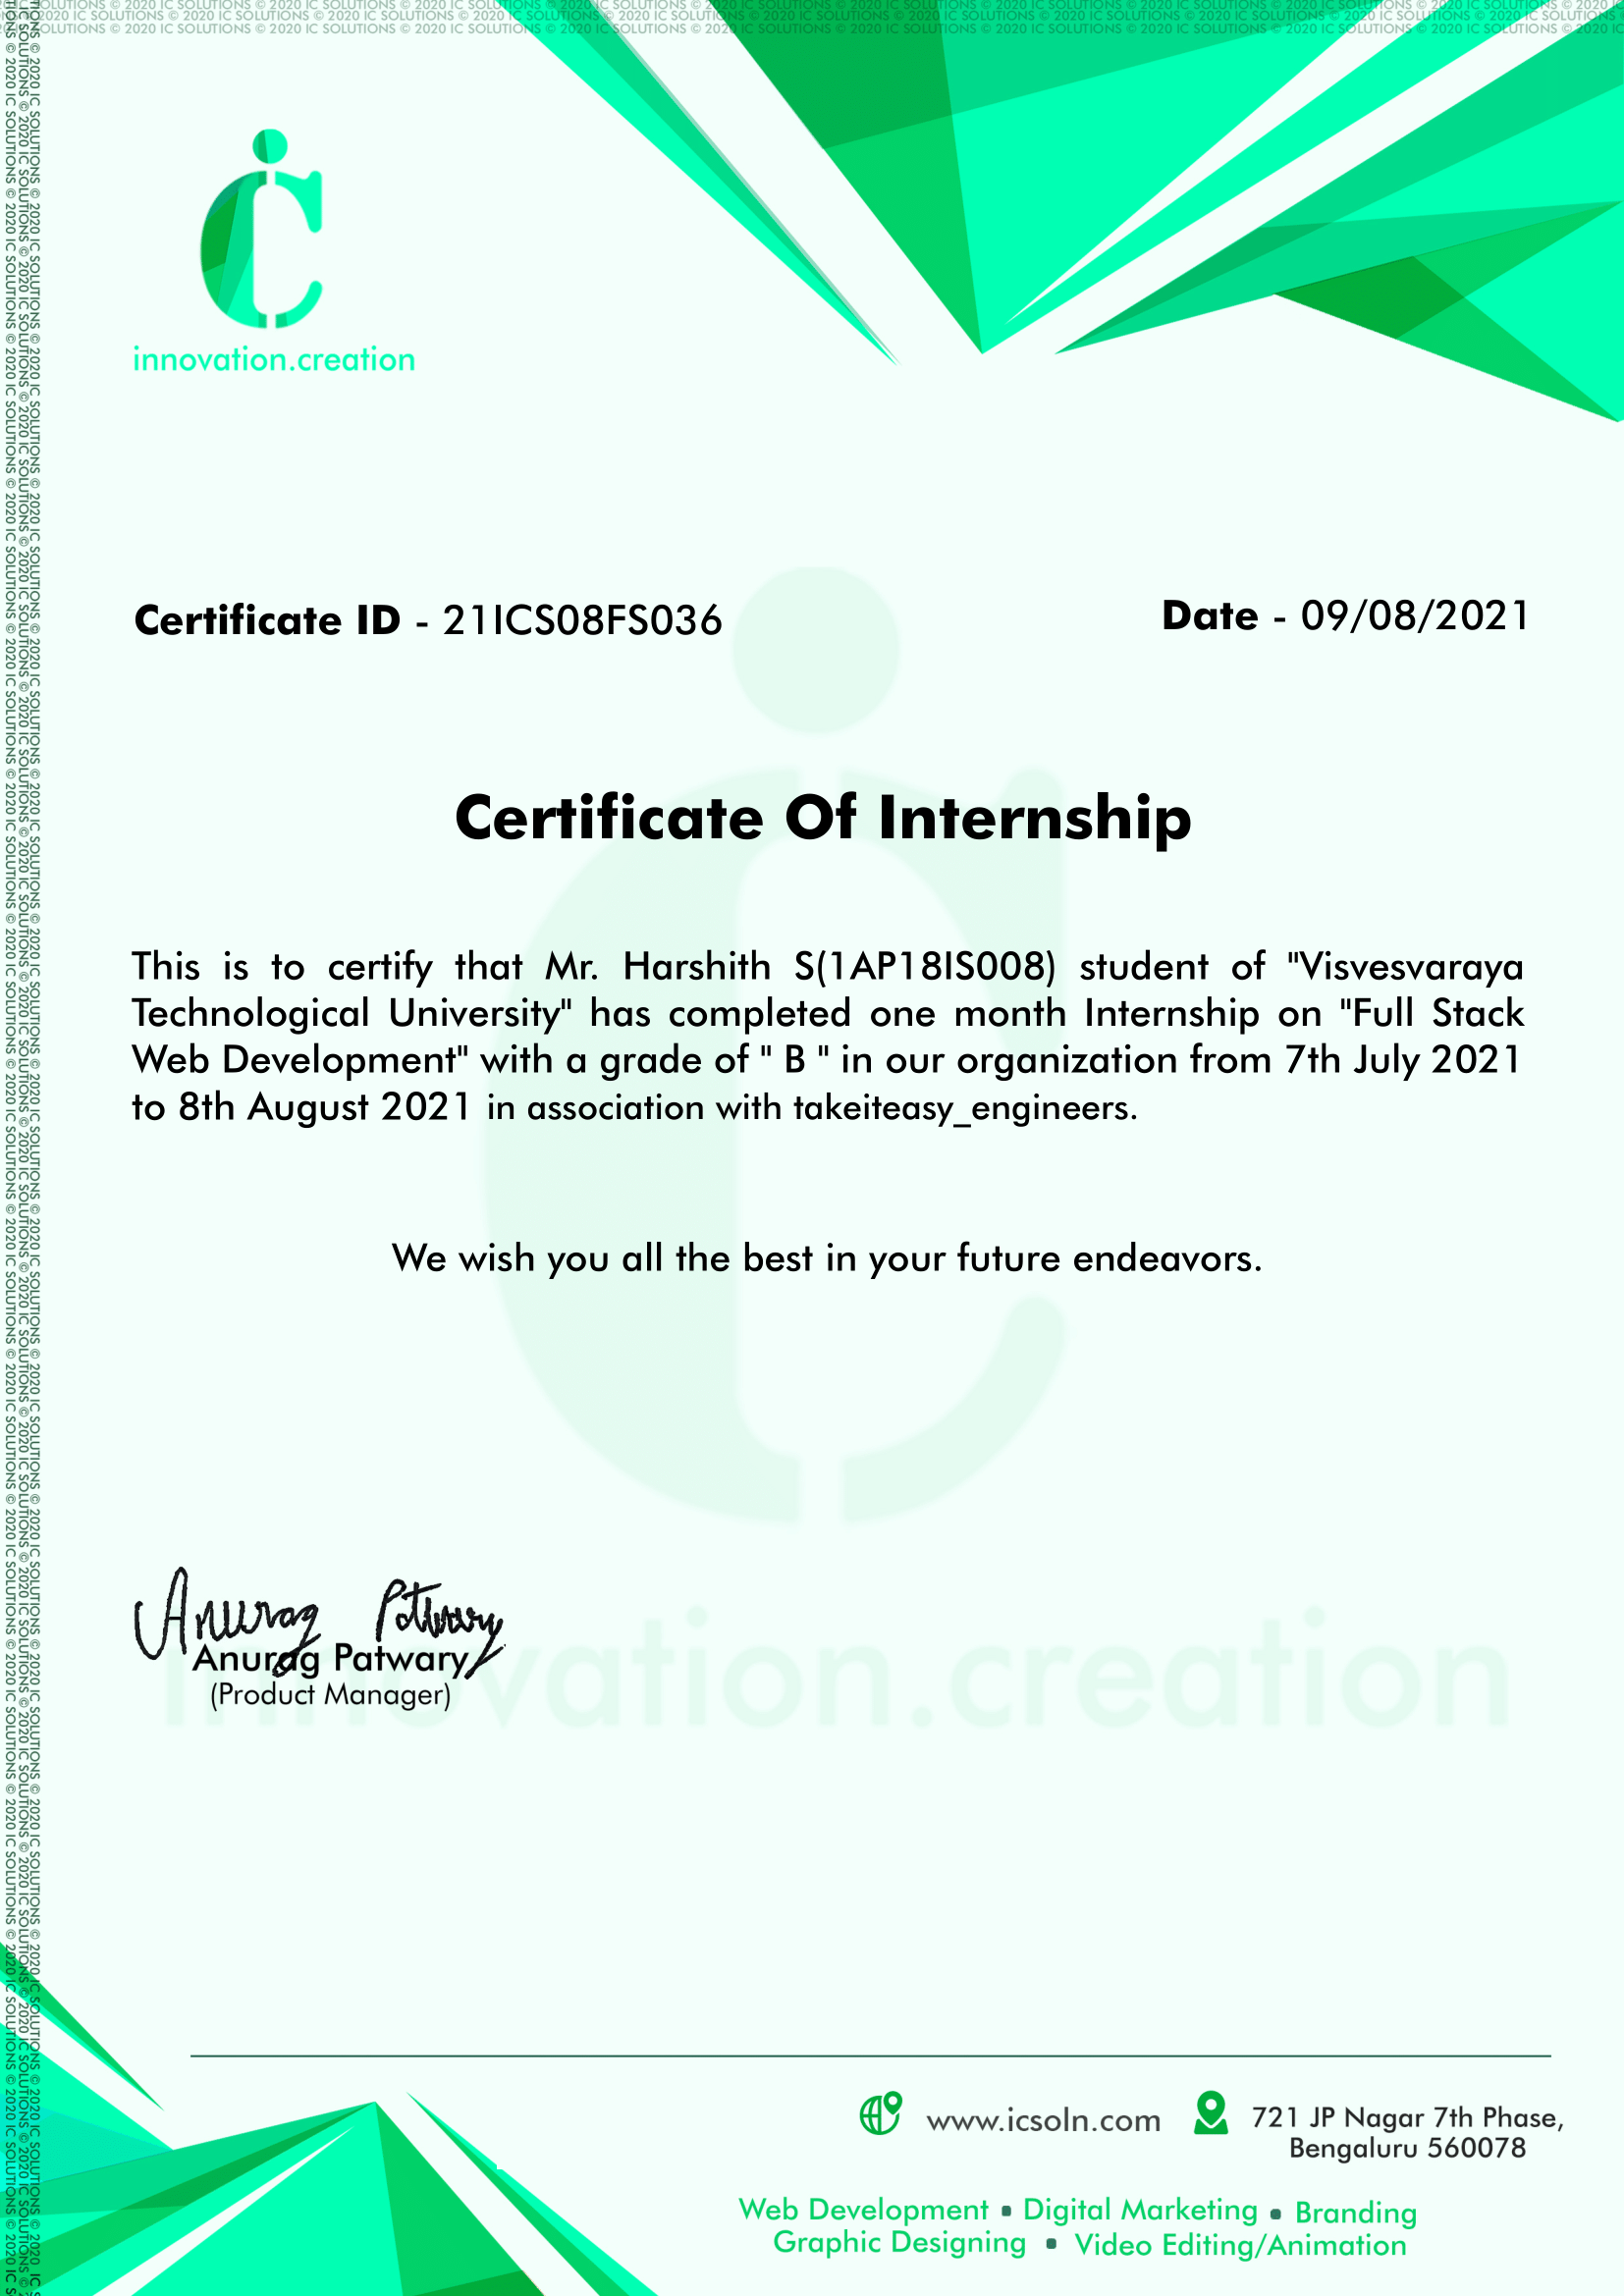 innovation.creation
Certificate ID - 21ICS08FS036
Date - 09/08/2021
Certificate Of Internship
This is to certify that Mr. Harshith S(1AP18IS008) student of "Visvesvaraya
Technological University" has completed one month Internship on "Full Stack
Web Development" with a grade of " B " in our organization from 7th July 2021
to 8th August 2021 in association with takeiteasy_engineers.
We wish you all the best in your future endeavors.
Anurag Patwary
Anurag Patwary
(Product Manager)
innovation.creation
www.icsoln.com
721 JP Nagar 7th Phase,
Bengaluru 560078
Web Development ▪ Digital Marketing ▪ Branding
Graphic Designing ▪ Video Editing/Animation